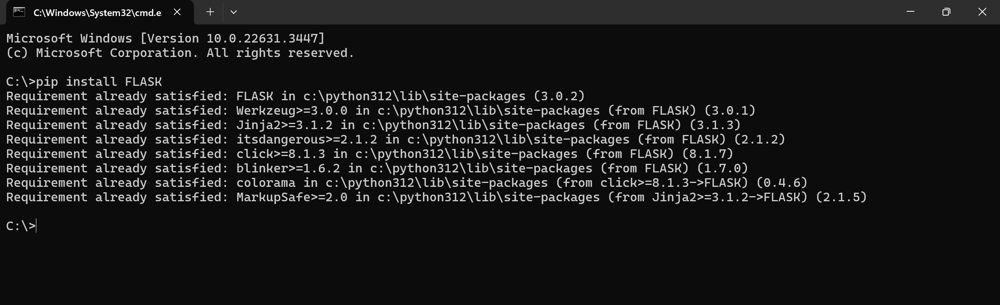 C:\Windows\System32\cmd.e
Microsoft Windows [Version 10.0.22631.3447]
(c) Microsoft Corporation. All rights reserved.
C:\>pip install FLASK
Requirement already satisfied: FLASK in c:\python312\lib\site-packages (3.0.2)
Requirement already satisfied: Werkzeug>=3.0.0 in c:\python312\lib\site-packages (from FLASK) (3.0.1)
Requirement already satisfied: Jinja2>=3.1.2 in c:\python312\lib\site-packages (from FLASK) (3.1.3)
Requirement already satisfied: itsdangerous>=2.1.2 in c:\python312\lib\site-packages (from FLASK) (2.1.2)
Requirement already satisfied: click>=8.1.3 in c:\python312\lib\site-packages (from FLASK) (8.1.7)
Requirement already satisfied: blinker>=1.6.2 in c:\python312\lib\site-packages (from FLASK) (1.7.0)
Requirement already satisfied: colorama in c:\python312\lib\site-packages (from click>=8.1.3->FLASK) (0.4.6)
Requirement already satisfied: MarkupSafe>=2.0 in c:\python312\lib\site-packages (from Jinja2>=3.1.2->FLASK) (2.1.5)
C:\>